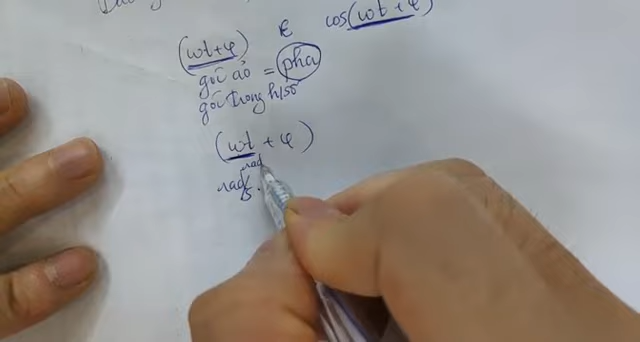 cos(ωt + φ)
(ωt+φ) ∈
góc ảo = pha
góc trong h/số
(ωt + φ)
rad
rad/s.